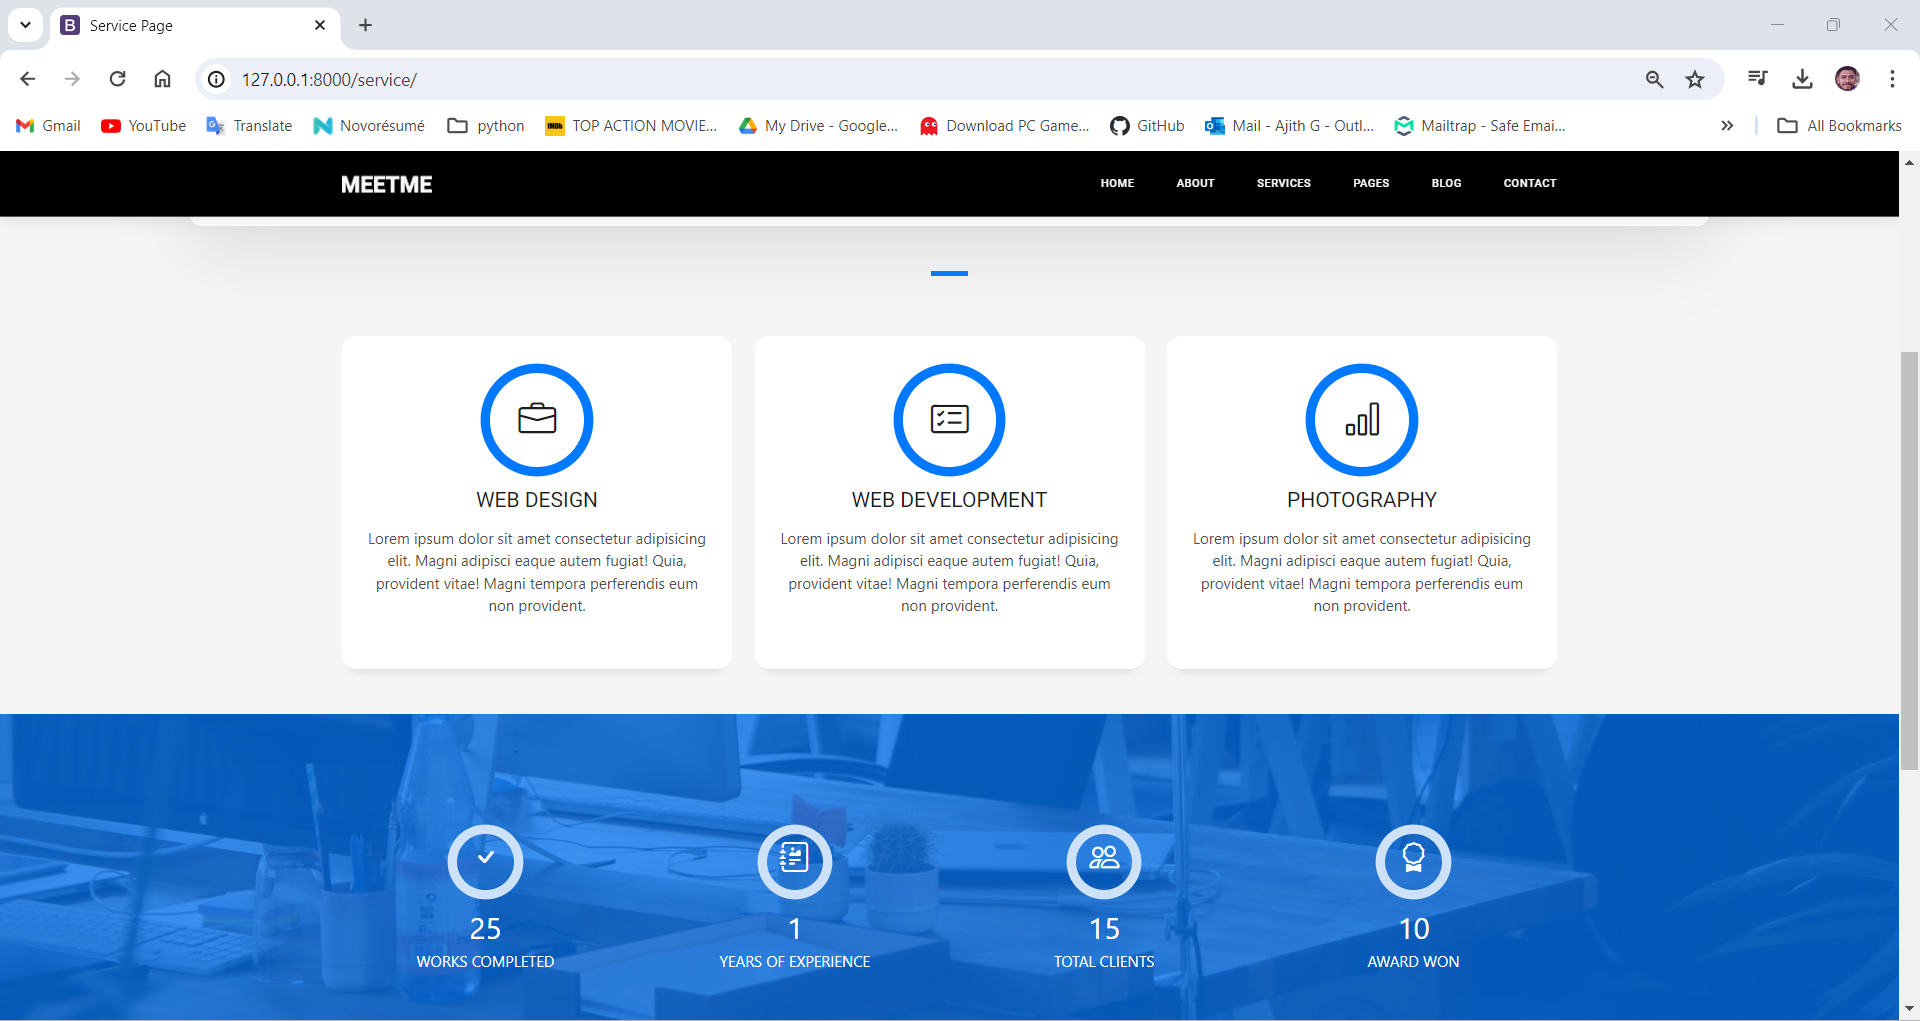 Service Page
127.0.0.1:8000/service/
Gmail YouTube Translate Novorésumé python TOP ACTION MOVIE... My Drive - Google... Download PC Game... GitHub Mail - Ajith G - Outl... Mailtrap - Safe Emai... All Bookmarks
MEETME HOME ABOUT SERVICES PAGES BLOG CONTACT
WEB DESIGN
Lorem ipsum dolor sit amet consectetur adipisicing
elit. Magni adipisci eaque autem fugiat! Quia,
provident vitae! Magni tempora perferendis eum
non provident.
WEB DEVELOPMENT
Lorem ipsum dolor sit amet consectetur adipisicing
elit. Magni adipisci eaque autem fugiat! Quia,
provident vitae! Magni tempora perferendis eum
non provident.
PHOTOGRAPHY
Lorem ipsum dolor sit amet consectetur adipisicing
elit. Magni adipisci eaque autem fugiat! Quia,
provident vitae! Magni tempora perferendis eum
non provident.
25
WORKS COMPLETED
1
YEARS OF EXPERIENCE
15
TOTAL CLIENTS
10
AWARD WON